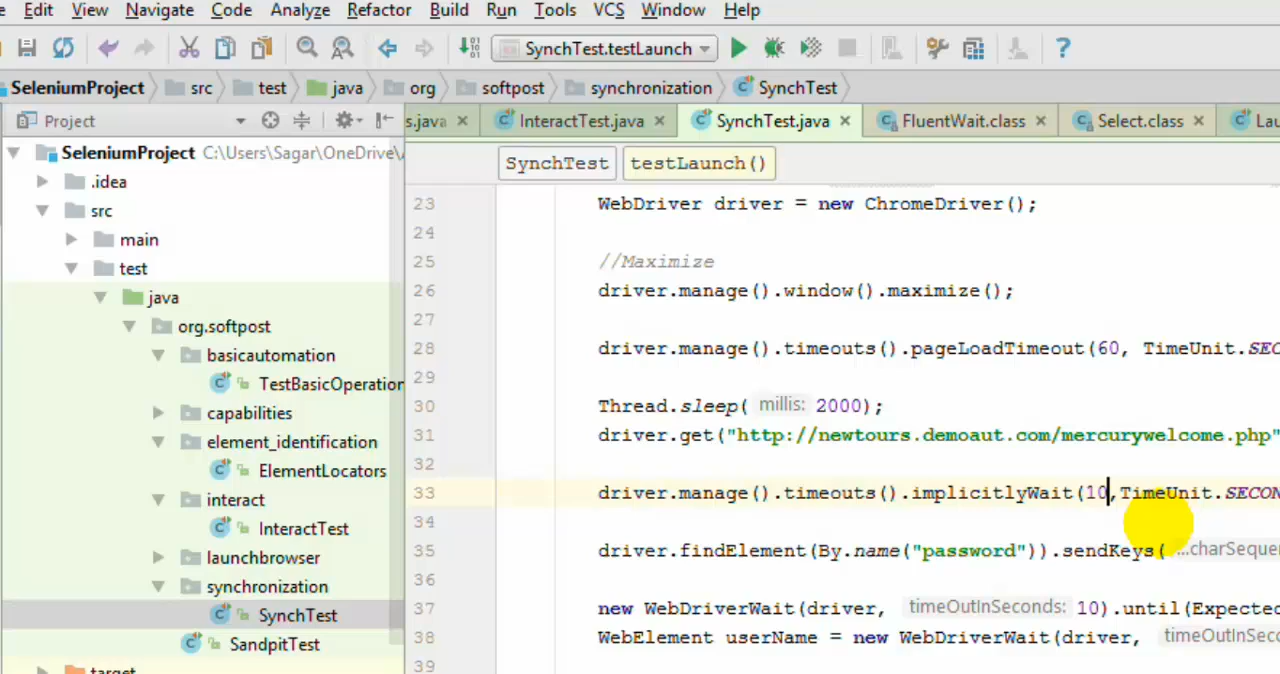 e Edit View Navigate Code Analyze Refactor Build Run Tools VCS Window Help
SynchTest.testLaunch
SeleniumProject src test java org softpost synchronization SynchTest
Project
s.java InteractTest.java SynchTest.java FluentWait.class Select.class Lau
SeleniumProject C:\Users\Sagar\OneDrive\
SynchTest testLaunch()
.idea
src
main
test
java
org.softpost
basicautomation
TestBasicOperation
capabilities
element_identification
ElementLocators
interact
InteractTest
launchbrowser
synchronization
SynchTest
SandpitTest
target
23 WebDriver driver = new ChromeDriver();
24
25 //Maximize
26 driver.manage().window().maximize();
27
28 driver.manage().timeouts().pageLoadTimeout(60, TimeUnit.SEC
29
30 Thread.sleep( millis: 2000);
31 driver.get("http://newtours.demoaut.com/mercurywelcome.php"
32
33 driver.manage().timeouts().implicitlyWait(10,TimeUnit.SECON
34
35 driver.findElement(By.name("password")).sendKeys( ...charSeque
36
37 new WebDriverWait(driver, timeOutInSeconds: 10).until(Expected
38 WebElement userName = new WebDriverWait(driver, timeOutInSeco
39